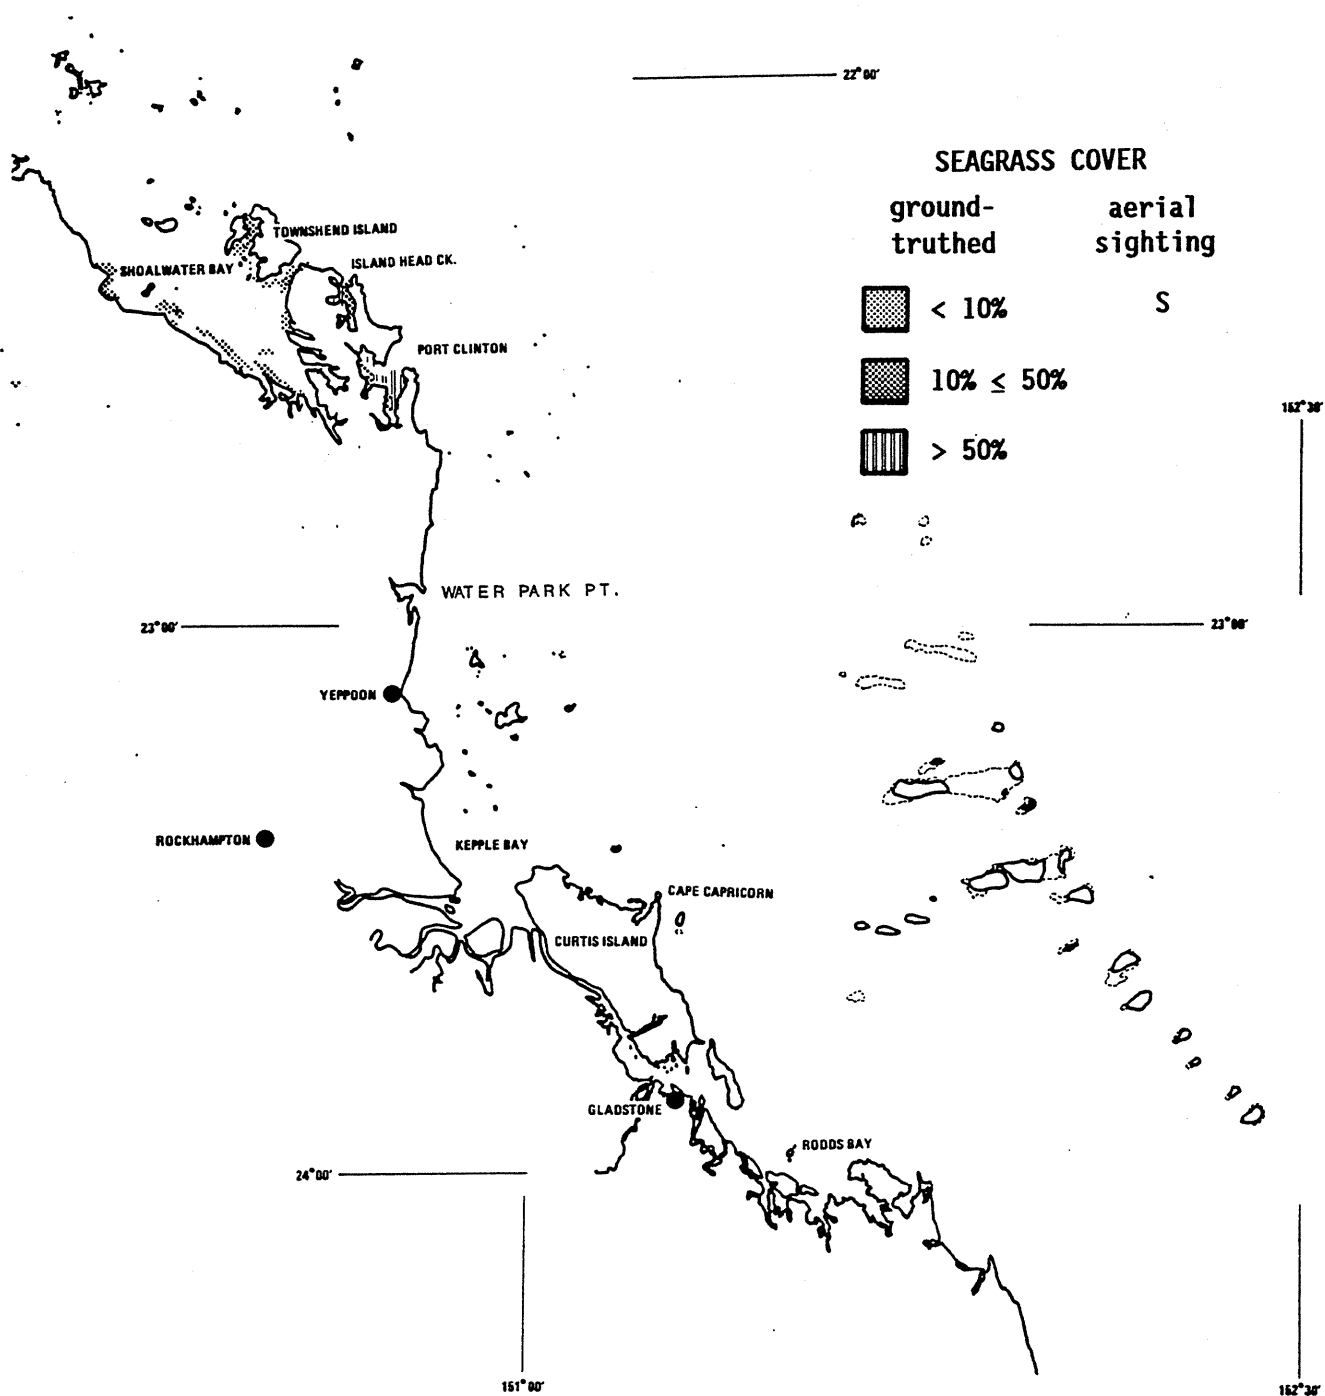 22°00'
SEAGRASS COVER
ground-
truthed
aerial
sighting
< 10%
S
10% ≤ 50%
> 50%
TOWNSHEND ISLAND
SHOALWATER BAY
ISLAND HEAD CK.
PORT CLINTON
152°30'
WATER PARK PT.
23°00'
23°00'
YEPPOON
ROCKHAMPTON
KEPPLE BAY
CAPE CAPRICORN
CURTIS ISLAND
GLADSTONE
RODDS BAY
24°00'
151°00'
152°30'